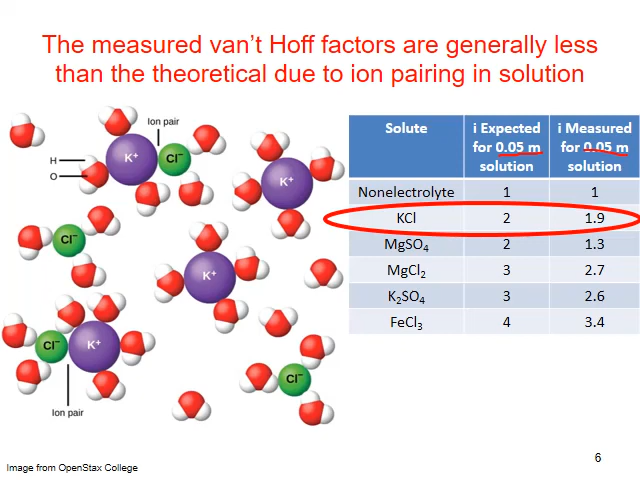 The measured van't Hoff factors are generally less
than the theoretical due to ion pairing in solution
Ion pair
H
O
K⁺
Cl⁻
K⁺
Cl⁻
K⁺
Cl⁻
K⁺
Cl⁻
Ion pair
Solute
i Expected
for 0.05 m
solution
i Measured
for 0.05 m
solution
Nonelectrolyte 1 1
KCl 2 1.9
MgSO₄ 2 1.3
MgCl₂ 3 2.7
K₂SO₄ 3 2.6
FeCl₃ 4 3.4
6
Image from OpenStax College